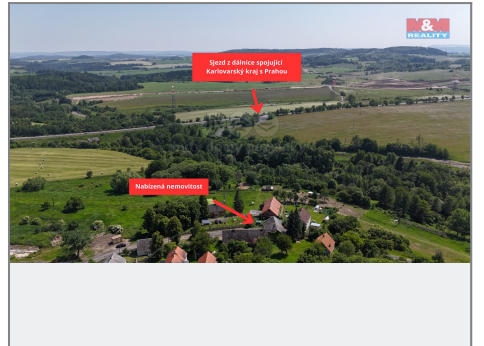 N&M
REALITY
Sjezd z dálnice spojující
Karlovarský kraj s Prahou
Nabízená nemovitost